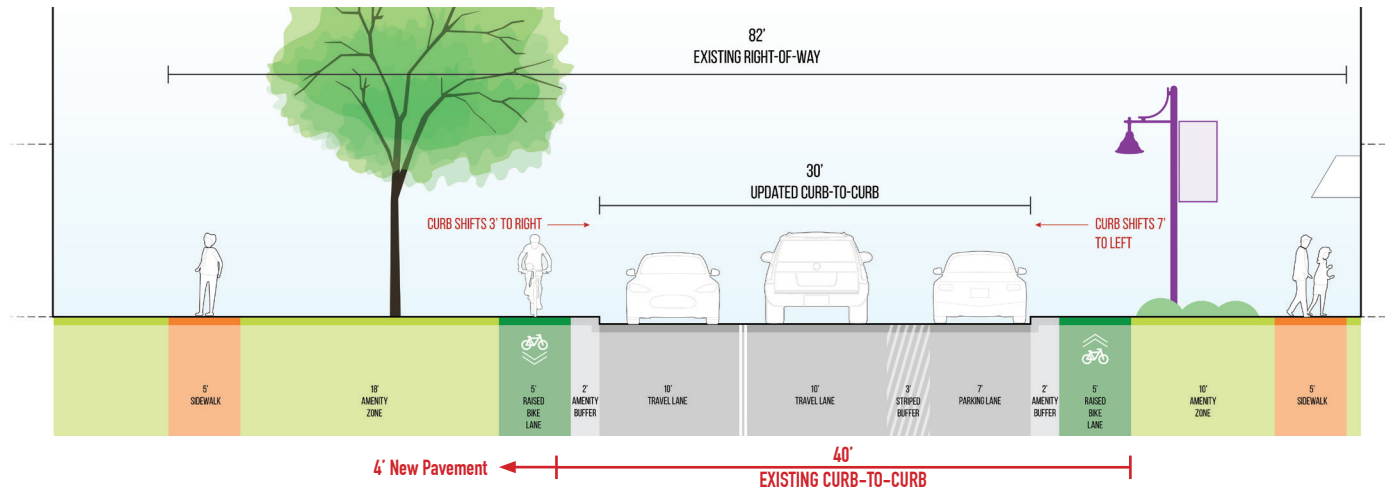 82'
EXISTING RIGHT-OF-WAY
30'
UPDATED CURB-TO-CURB
CURB SHIFTS 3' TO RIGHT
CURB SHIFTS 7'
TO LEFT
5'
SIDEWALK
18'
AMENITY
ZONE
5'
RAISED
BIKE
LANE
2'
AMENITY
BUFFER
10'
TRAVEL LANE
10'
TRAVEL LANE
3'
STRIPED
BUFFER
7'
PARKING LANE
2'
AMENITY
BUFFER
5'
RAISED
BIKE
LANE
10'
AMENITY
ZONE
5'
SIDEWALK
4' New Pavement
40'
EXISTING CURB-TO-CURB